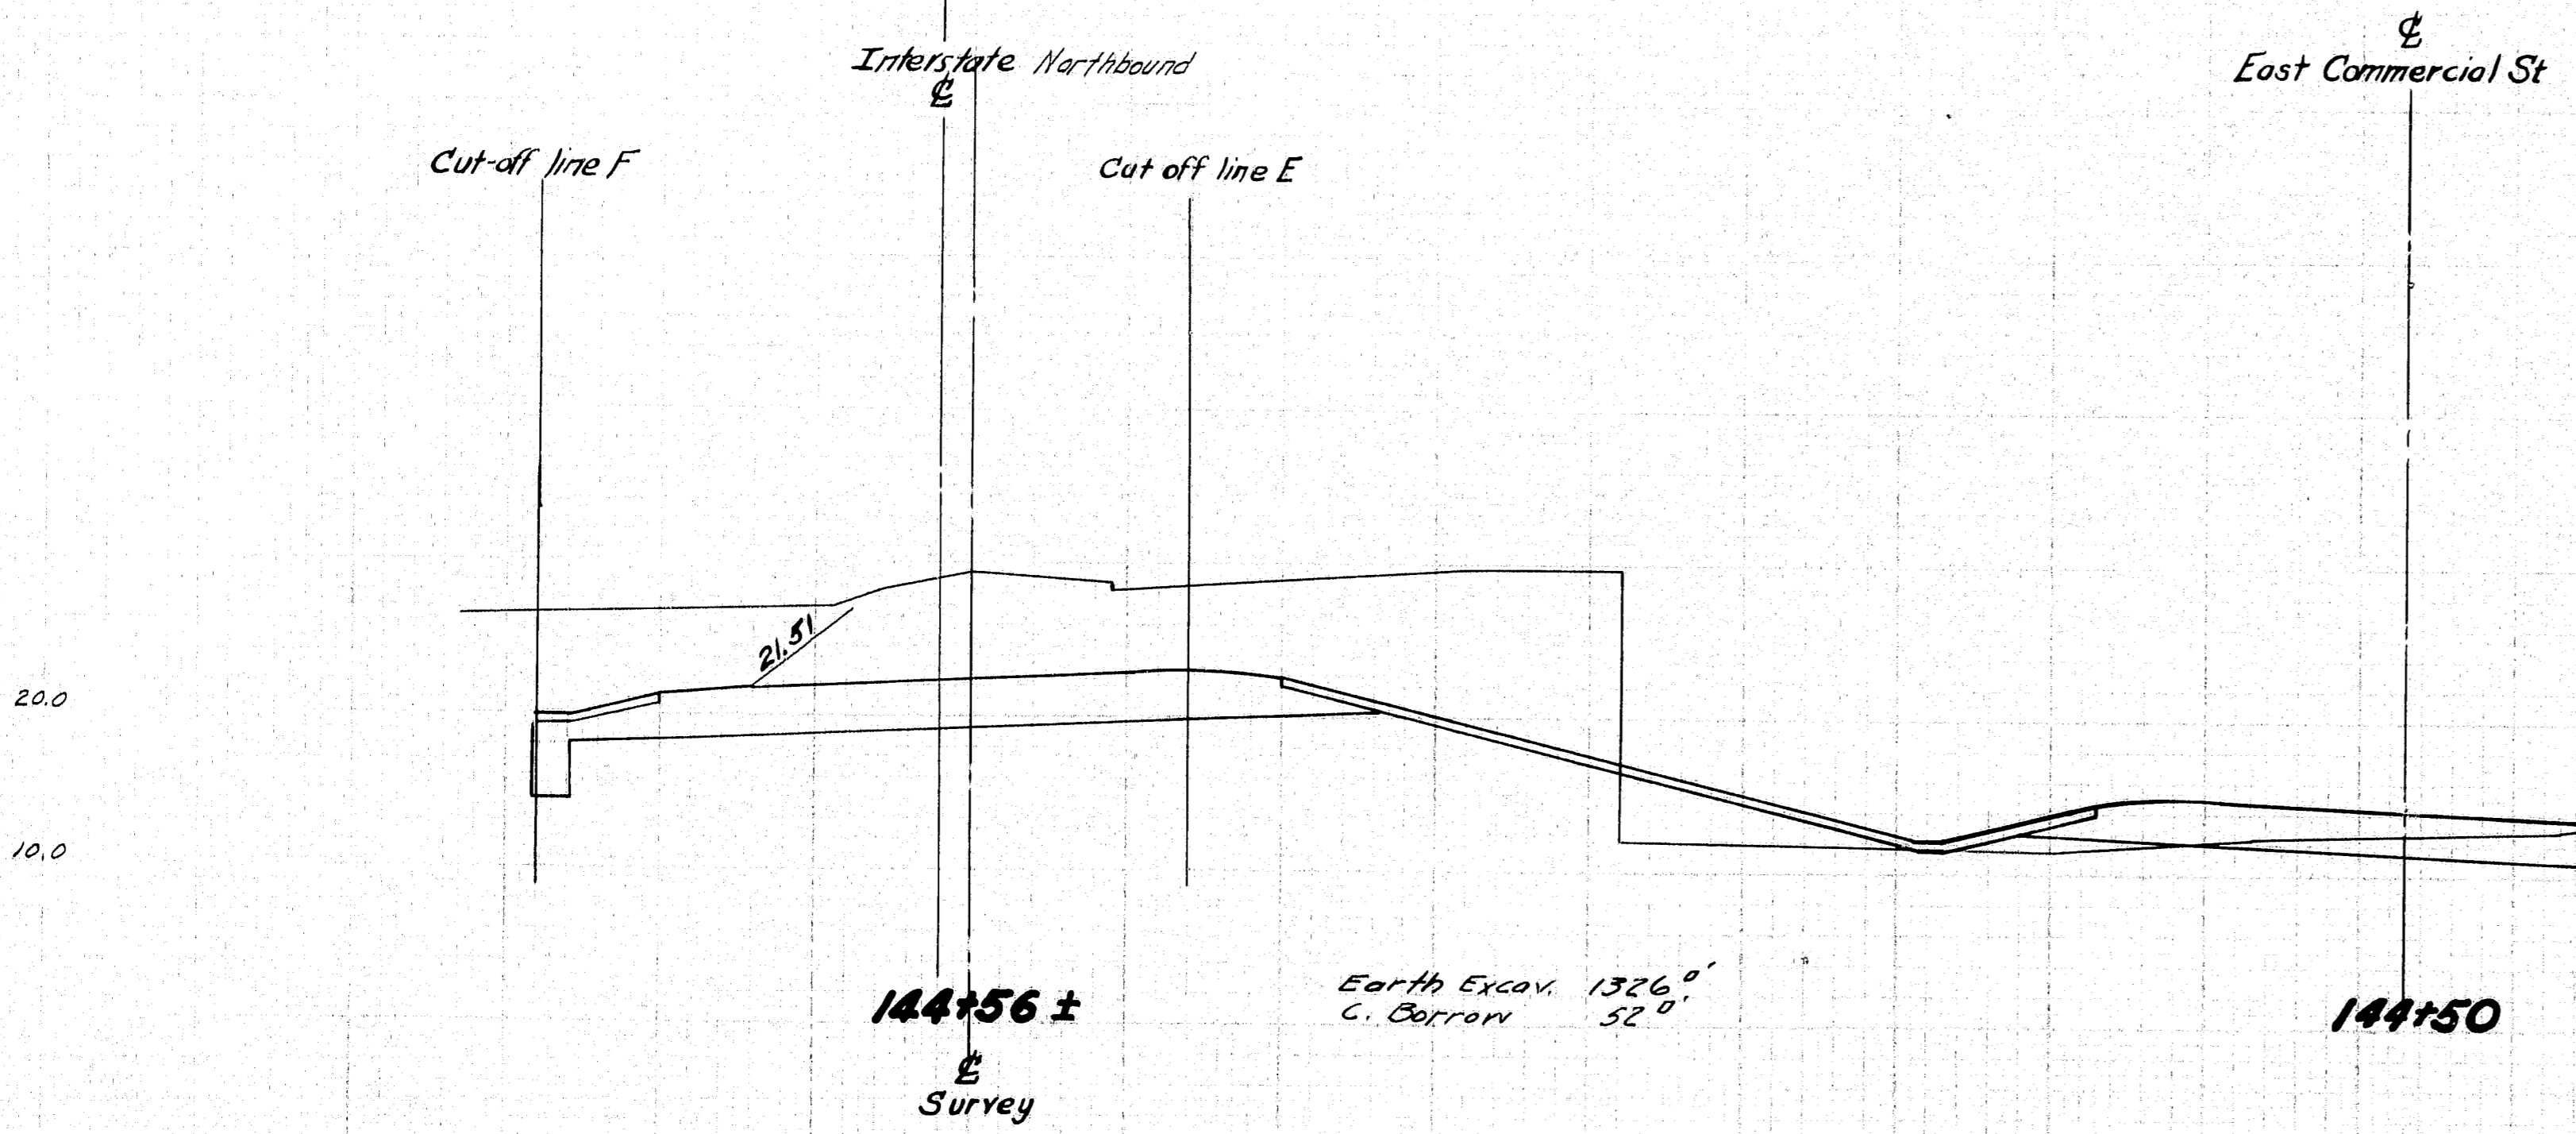 ℄
East Commercial St
Interstate Northbound
℄
Cut-off line F
Cut off line E
21.51
20.0
10.0
Earth Excav. 1326 □'
C. Borrow 52 □'
144+56 ±
144+50
℄
Survey